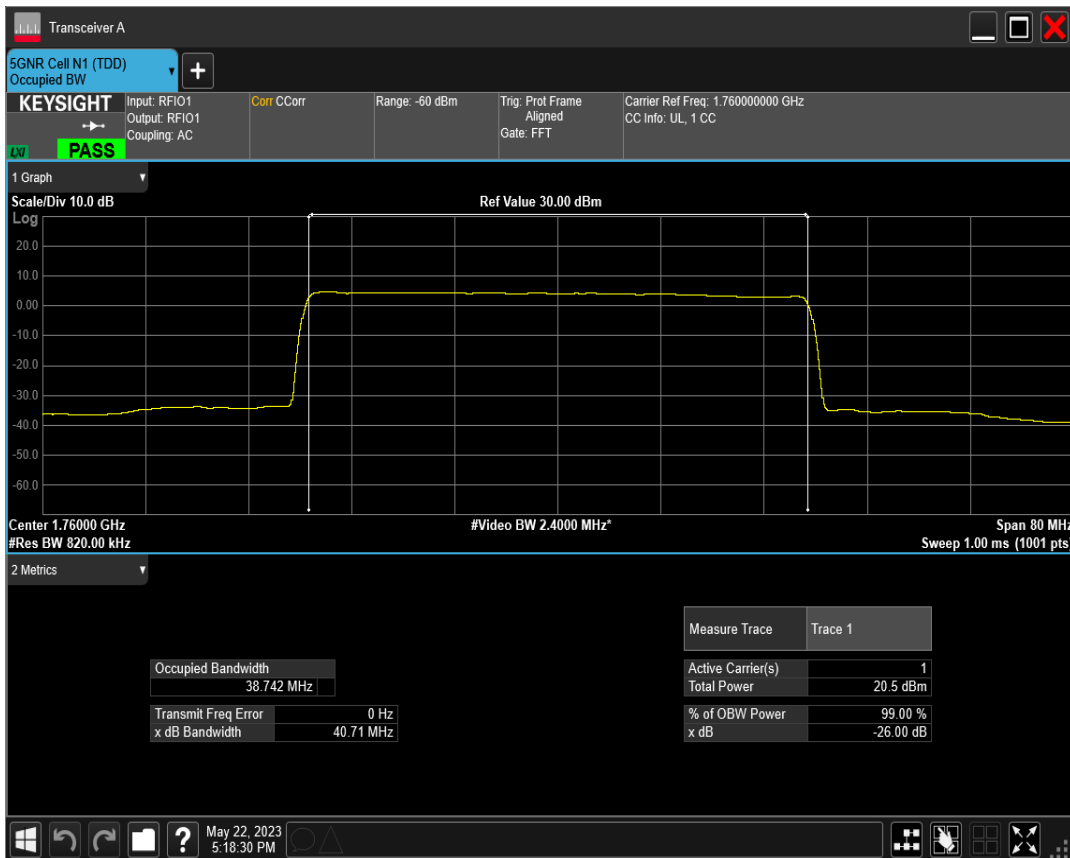 Transceiver A
5GNR Cell N1 (TDD)
Occupied BW
+
KEYSIGHT
LXI
PASS
Input: RFIO1
Output: RFIO1
Coupling: AC
Corr CCorr
Range: -60 dBm
Trig: Prot Frame
Aligned
Gate: FFT
Carrier Ref Freq: 1.760000000 GHz
CC Info: UL, 1 CC
1 Graph
Scale/Div 10.0 dB
Ref Value 30.00 dBm
Log
20.0
10.0
0.00
-10.0
-20.0
-30.0
-40.0
-50.0
-60.0
Center 1.76000 GHz
#Video BW 2.4000 MHz*
Span 80 MHz
#Res BW 820.00 kHz
Sweep 1.00 ms (1001 pts)
2 Metrics
Measure Trace Trace 1
Occupied Bandwidth
38.742 MHz
Active Carrier(s) 1
Total Power 20.5 dBm
Transmit Freq Error 0 Hz
x dB Bandwidth 40.71 MHz
% of OBW Power 99.00 %
x dB -26.00 dB
?
May 22, 2023
5:18:30 PM